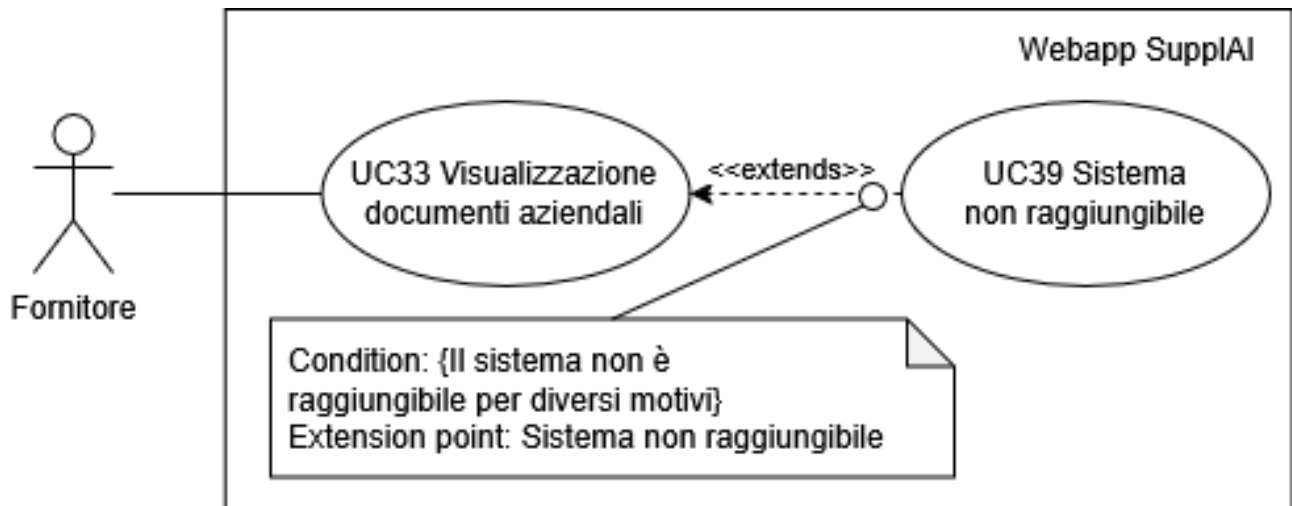 Webapp SupplAI
UC33 Visualizzazione
documenti aziendali
<<extends>>
UC39 Sistema
non raggiungibile
Fornitore
Condition: {Il sistema non è
raggiungibile per diversi motivi}
Extension point: Sistema non raggiungibile